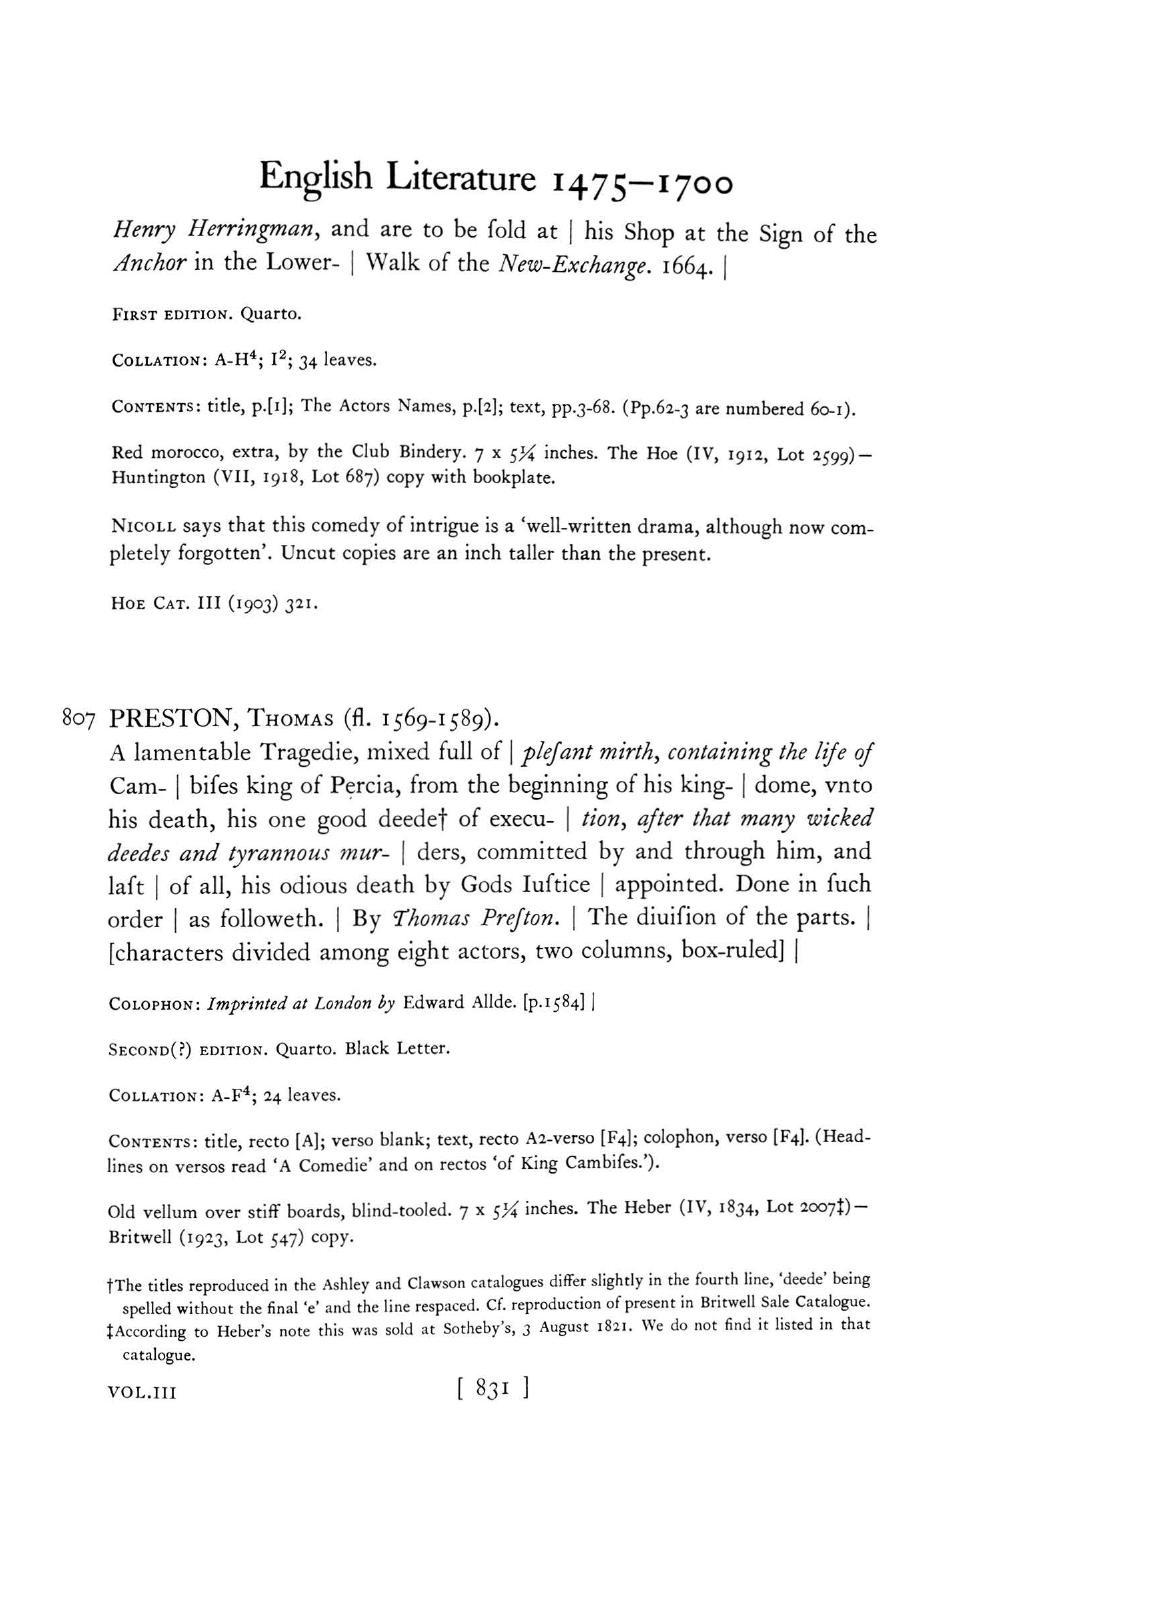 English Literature 1475–1700
Henry Herringman, and are to be ſold at | his Shop at the Sign of the
Anchor in the Lower- | Walk of the New-Exchange. 1664. |
First edition. Quarto.
Collation: A-H⁴; I²; 34 leaves.
Contents: title, p.[1]; The Actors Names, p.[2]; text, pp.3-68. (Pp.62-3 are numbered 60-1).
Red morocco, extra, by the Club Bindery. 7 x 5¼ inches. The Hoe (IV, 1912, Lot 2599)—
Huntington (VII, 1918, Lot 687) copy with bookplate.
Nicoll says that this comedy of intrigue is a ‘well-written drama, although now com-
pletely forgotten’. Uncut copies are an inch taller than the present.
Hoe Cat. III (1903) 321.
807 PRESTON, Thomas (fl. 1569-1589).
A lamentable Tragedie, mixed full of | pleſant mirth, containing the life of
Cam- | biſes king of Percia, from the beginning of his king- | dome, vnto
his death, his one good deede† of execu- | tion, after that many wicked
deedes and tyrannous mur- | ders, committed by and through him, and
laſt | of all, his odious death by Gods Iuſtice | appointed. Done in ſuch
order | as followeth. | By Thomas Preſton. | The diuiſion of the parts. |
[characters divided among eight actors, two columns, box-ruled] |
Colophon: Imprinted at London by Edward Allde. [p.1584] |
Second(?) edition. Quarto. Black Letter.
Collation: A-F⁴; 24 leaves.
Contents: title, recto [A]; verso blank; text, recto A2-verso [F4]; colophon, verso [F4]. (Head-
lines on versos read ‘A Comedie’ and on rectos ‘of King Cambiſes.’).
Old vellum over stiff boards, blind-tooled. 7 x 5¼ inches. The Heber (IV, 1834, Lot 2007‡)—
Britwell (1923, Lot 547) copy.
†The titles reproduced in the Ashley and Clawson catalogues differ slightly in the fourth line, ‘deede’ being
spelled without the final ‘e’ and the line respaced. Cf. reproduction of present in Britwell Sale Catalogue.
‡According to Heber’s note this was sold at Sotheby’s, 3 August 1821. We do not find it listed in that
catalogue.
VOL.III [ 831 ]